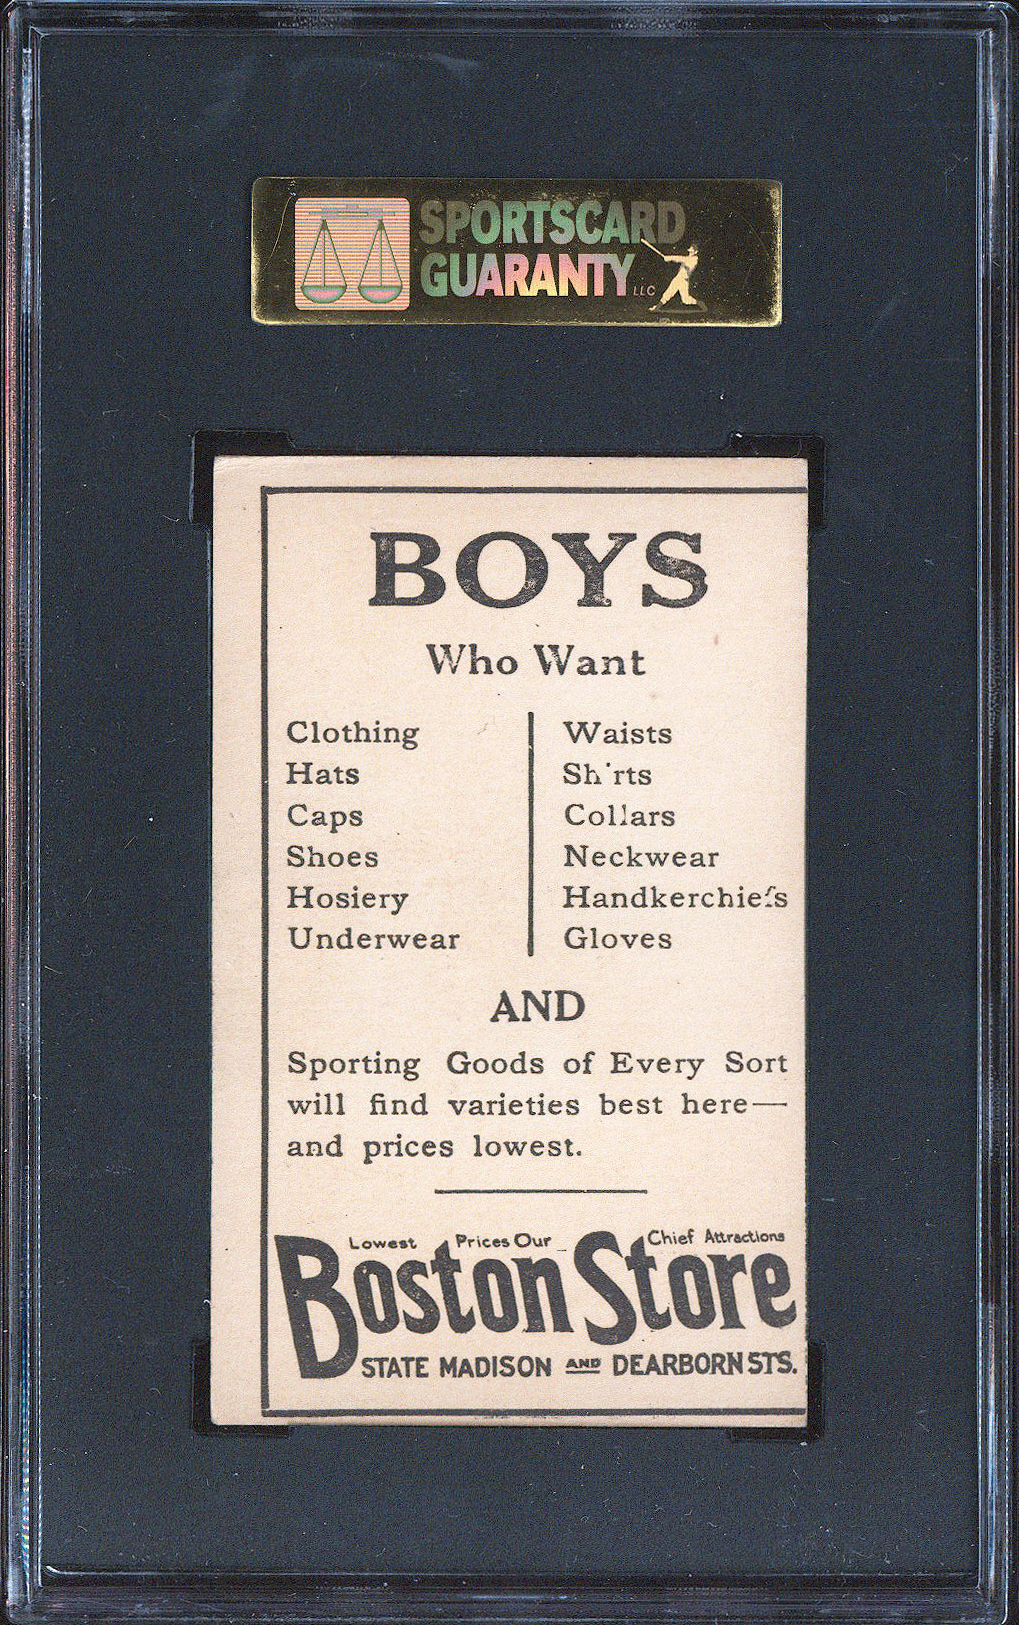 SPORTSCARD
GUARANTY LLC
BOYS
Who Want
Clothing
Hats
Caps
Shoes
Hosiery
Underwear
Waists
Shirts
Collars
Neckwear
Handkerchiefs
Gloves
AND
Sporting Goods of Every Sort
will find varieties best here—
and prices lowest.
Lowest Prices Our Chief Attractions
Boston Store
STATE MADISON AND DEARBORN STS.